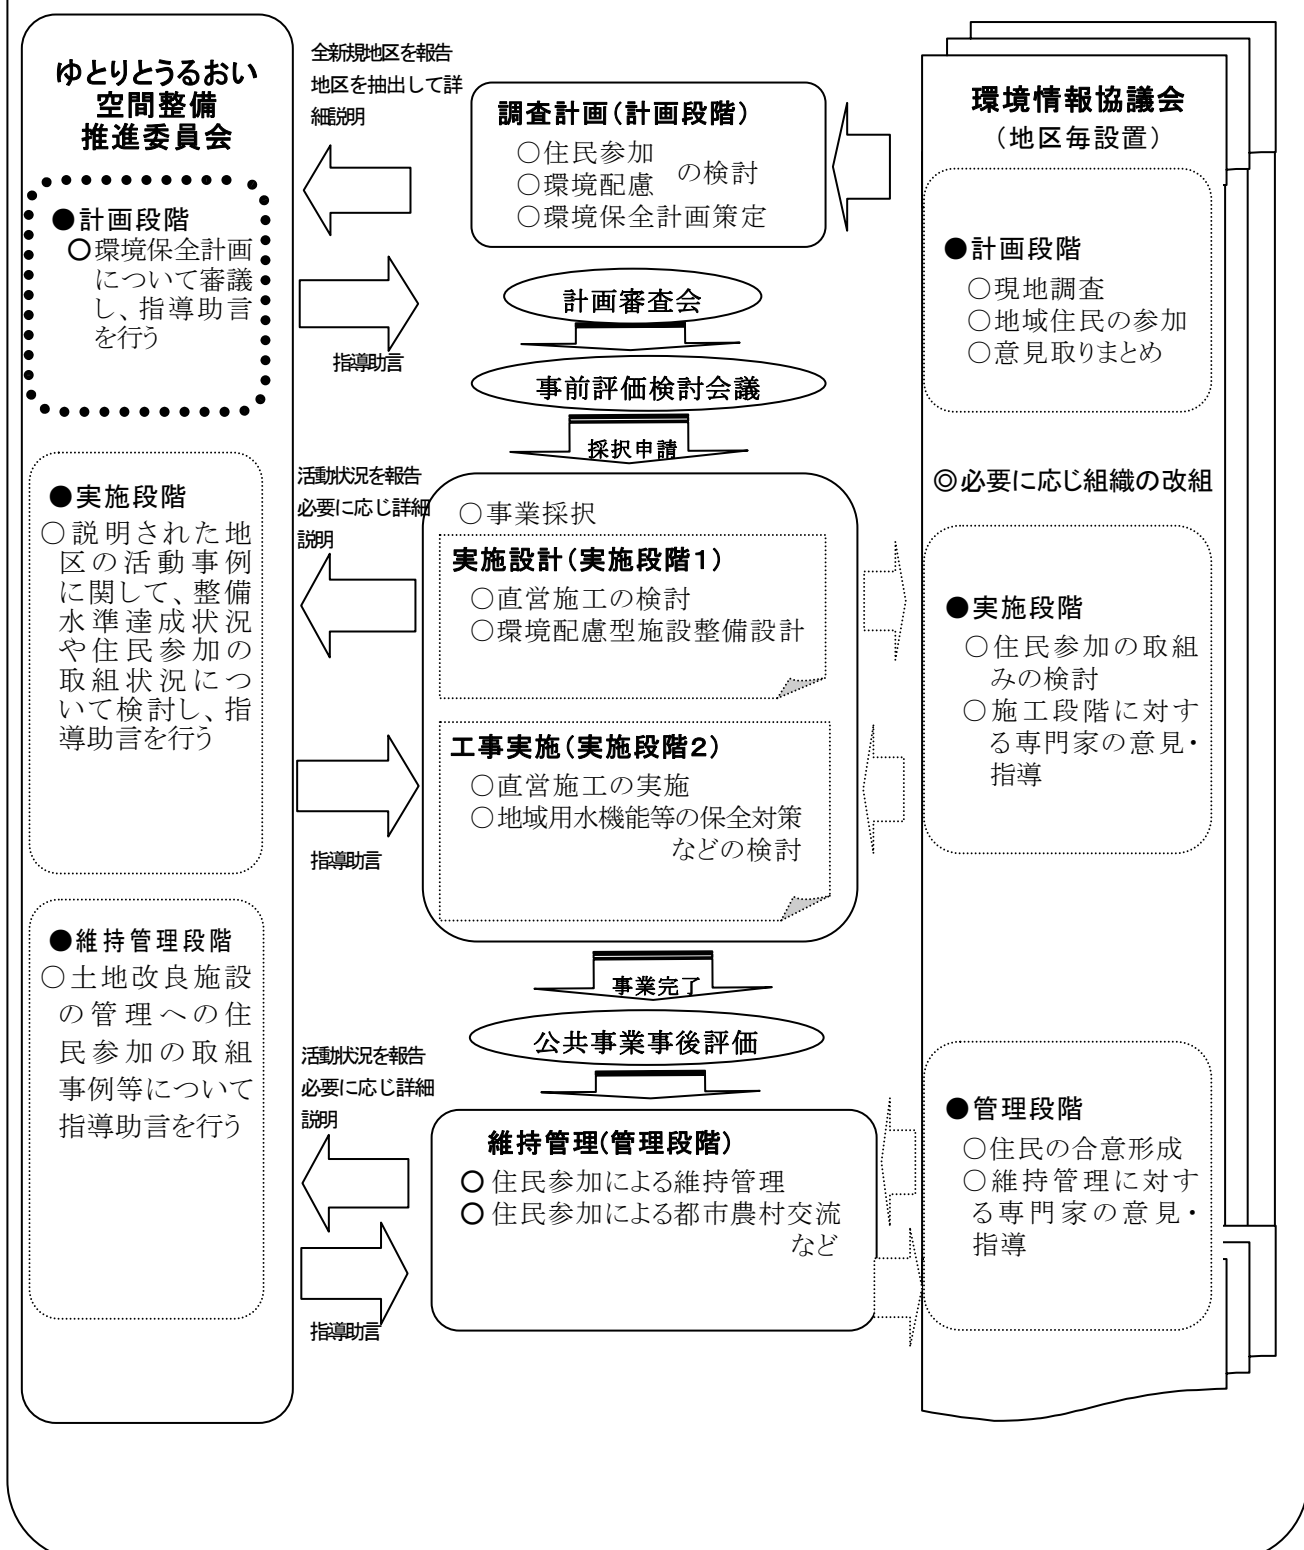 ゆとりとうるおい
空間整備
推進委員会
●計画段階
○環境保全計画
について審議
し、指導助言
を行う
●実施段階
○説明された地
区の活動事例
に関して、整備
水準達成状況
や住民参加の
取組状況につ
いて検討し、指
導助言を行う
●維持管理段階
○土地改良施設
の管理への住
民参加の取組
事例等について
指導助言を行う
全新規地区を報告
地区を抽出して詳
細説明
指導助言
活動状況を報告
必要に応じ詳細
説明
指導助言
活動状況を報告
必要に応じ詳細
説明
指導助言
調査計画(計画段階)
○住民参加
○環境配慮 の検討
○環境保全計画策定
計画審査会
事前評価検討会議
採択申請
○事業採択
実施設計(実施段階1)
○直営施工の検討
○環境配慮型施設整備設計
工事実施(実施段階2)
○直営施工の実施
○地域用水機能等の保全対策
などの検討
事業完了
公共事業事後評価
維持管理(管理段階)
○住民参加による維持管理
○住民参加による都市農村交流
など
環境情報協議会
(地区毎設置)
●計画段階
○現地調査
○地域住民の参加
○意見取りまとめ
◎必要に応じ組織の改組
●実施段階
○住民参加の取組
みの検討
○施工段階に対す
る専門家の意見・
指導
●管理段階
○住民の合意形成
○維持管理に対す
る専門家の意見・
指導